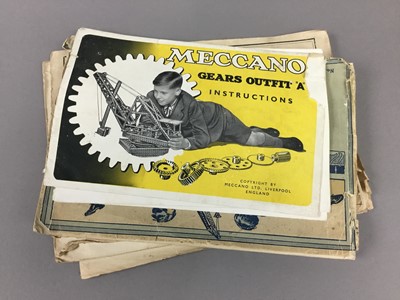 MECCANO
GEARS OUTFIT 'A'
INSTRUCTIONS
COPYRIGHT BY
MECCANO LTD. LIVERPOOL
ENGLAND